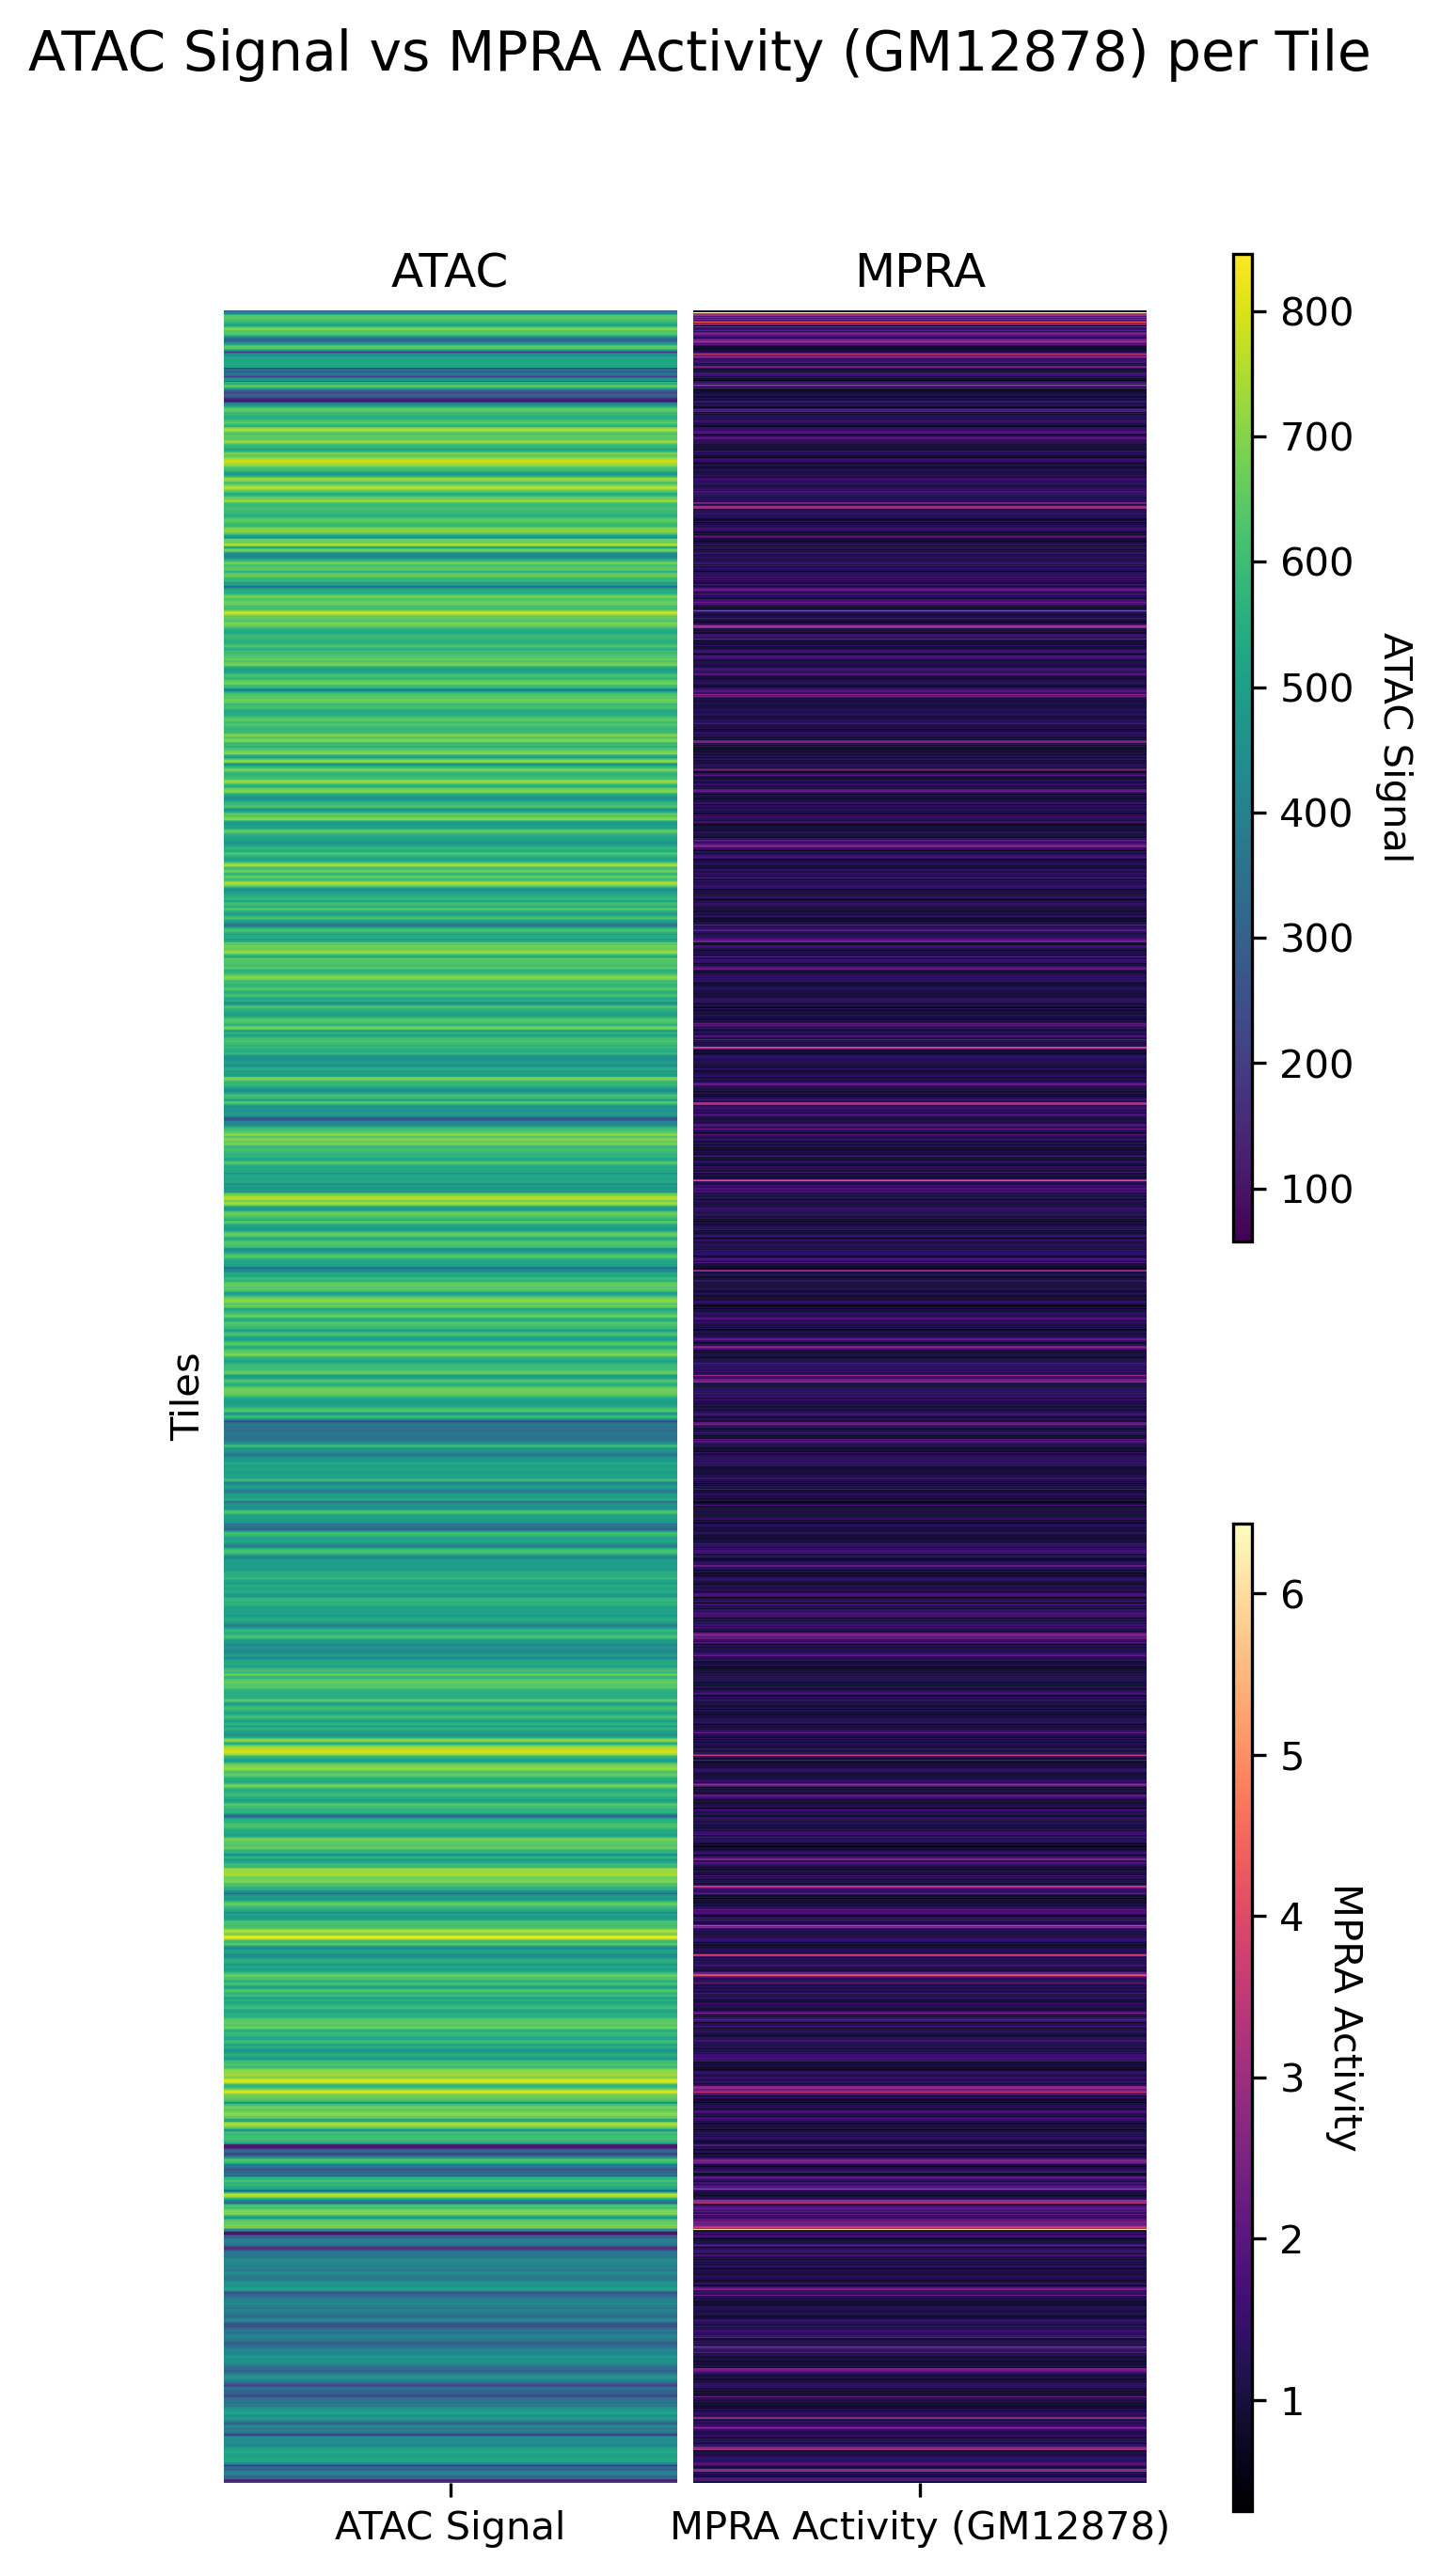 ATAC Signal vs MPRA Activity (GM12878) per Tile
ATAC
MPRA
800
700
600
500
400
300
200
100
ATAC Signal
Tiles
6
5
4
3
2
1
MPRA Activity
ATAC Signal
MPRA Activity (GM12878)